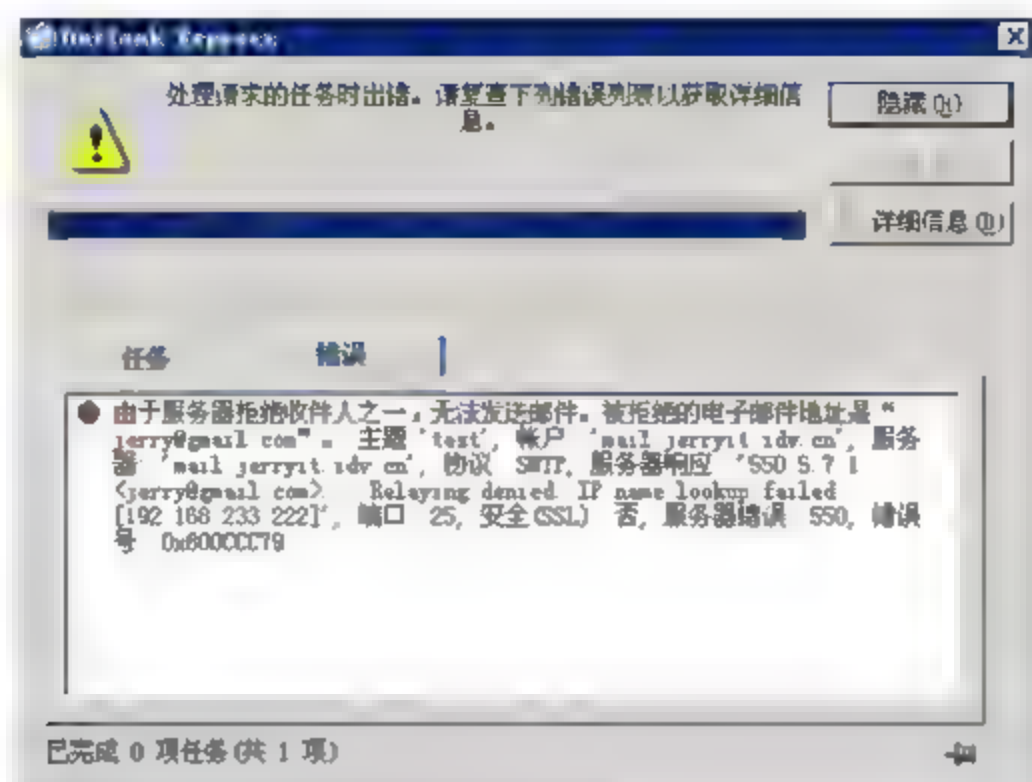 Outlook Express
处理请求的任务时出错。请复查下列错误列表以获取详细信
息。
隐藏(H)
详细信息(D)
任务
错误
由于服务器拒绝收件人之一，无法发送邮件。被拒绝的电子邮件地址是“
jerry@gmail com”。 主题 'test', 帐户 'mail jerryit idv cn', 服务
器 'mail jerryit idv cn', 协议 SMTP, 服务器响应 '550 5 7 1
<jerry@gmail com> Relaying denied IP name lookup failed
[192 168 233 222]', 端口 25, 安全(SSL) 否, 服务器错误 550, 错误
号 0x800CCC79
已完成 0 项任务(共 1 项)